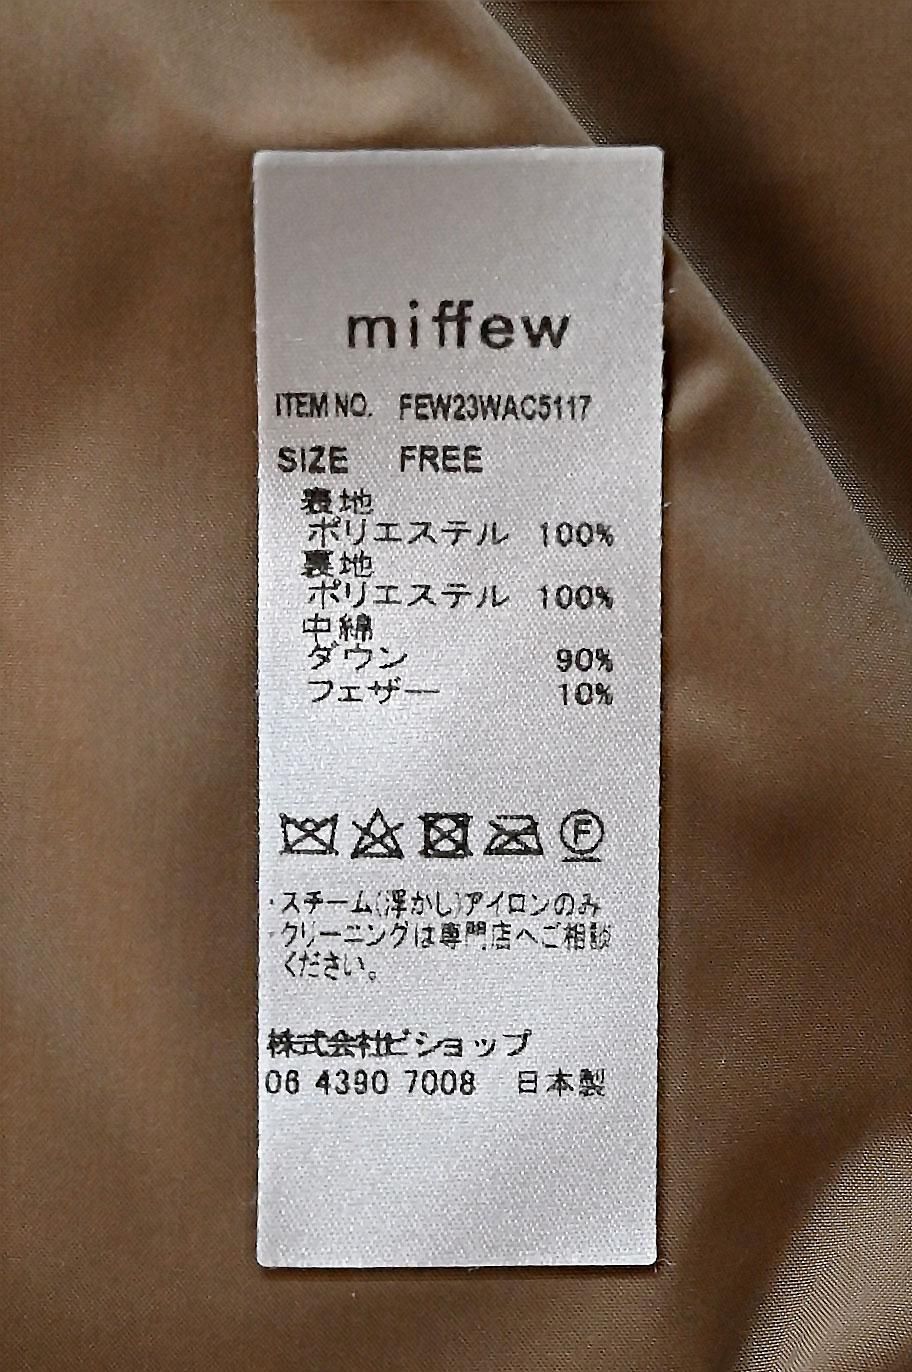 miffew
ITEM NO. FEW23WAC5117
SIZE FREE
表地
ポリエステル 100%
裏地
ポリエステル 100%
中綿
ダウン 90%
フェザー 10%
F
・スチーム(浮かし)アイロンのみ
クリーニングは専門店へご相談
ください。
株式会社ビショップ
06 4390 7008 日本製